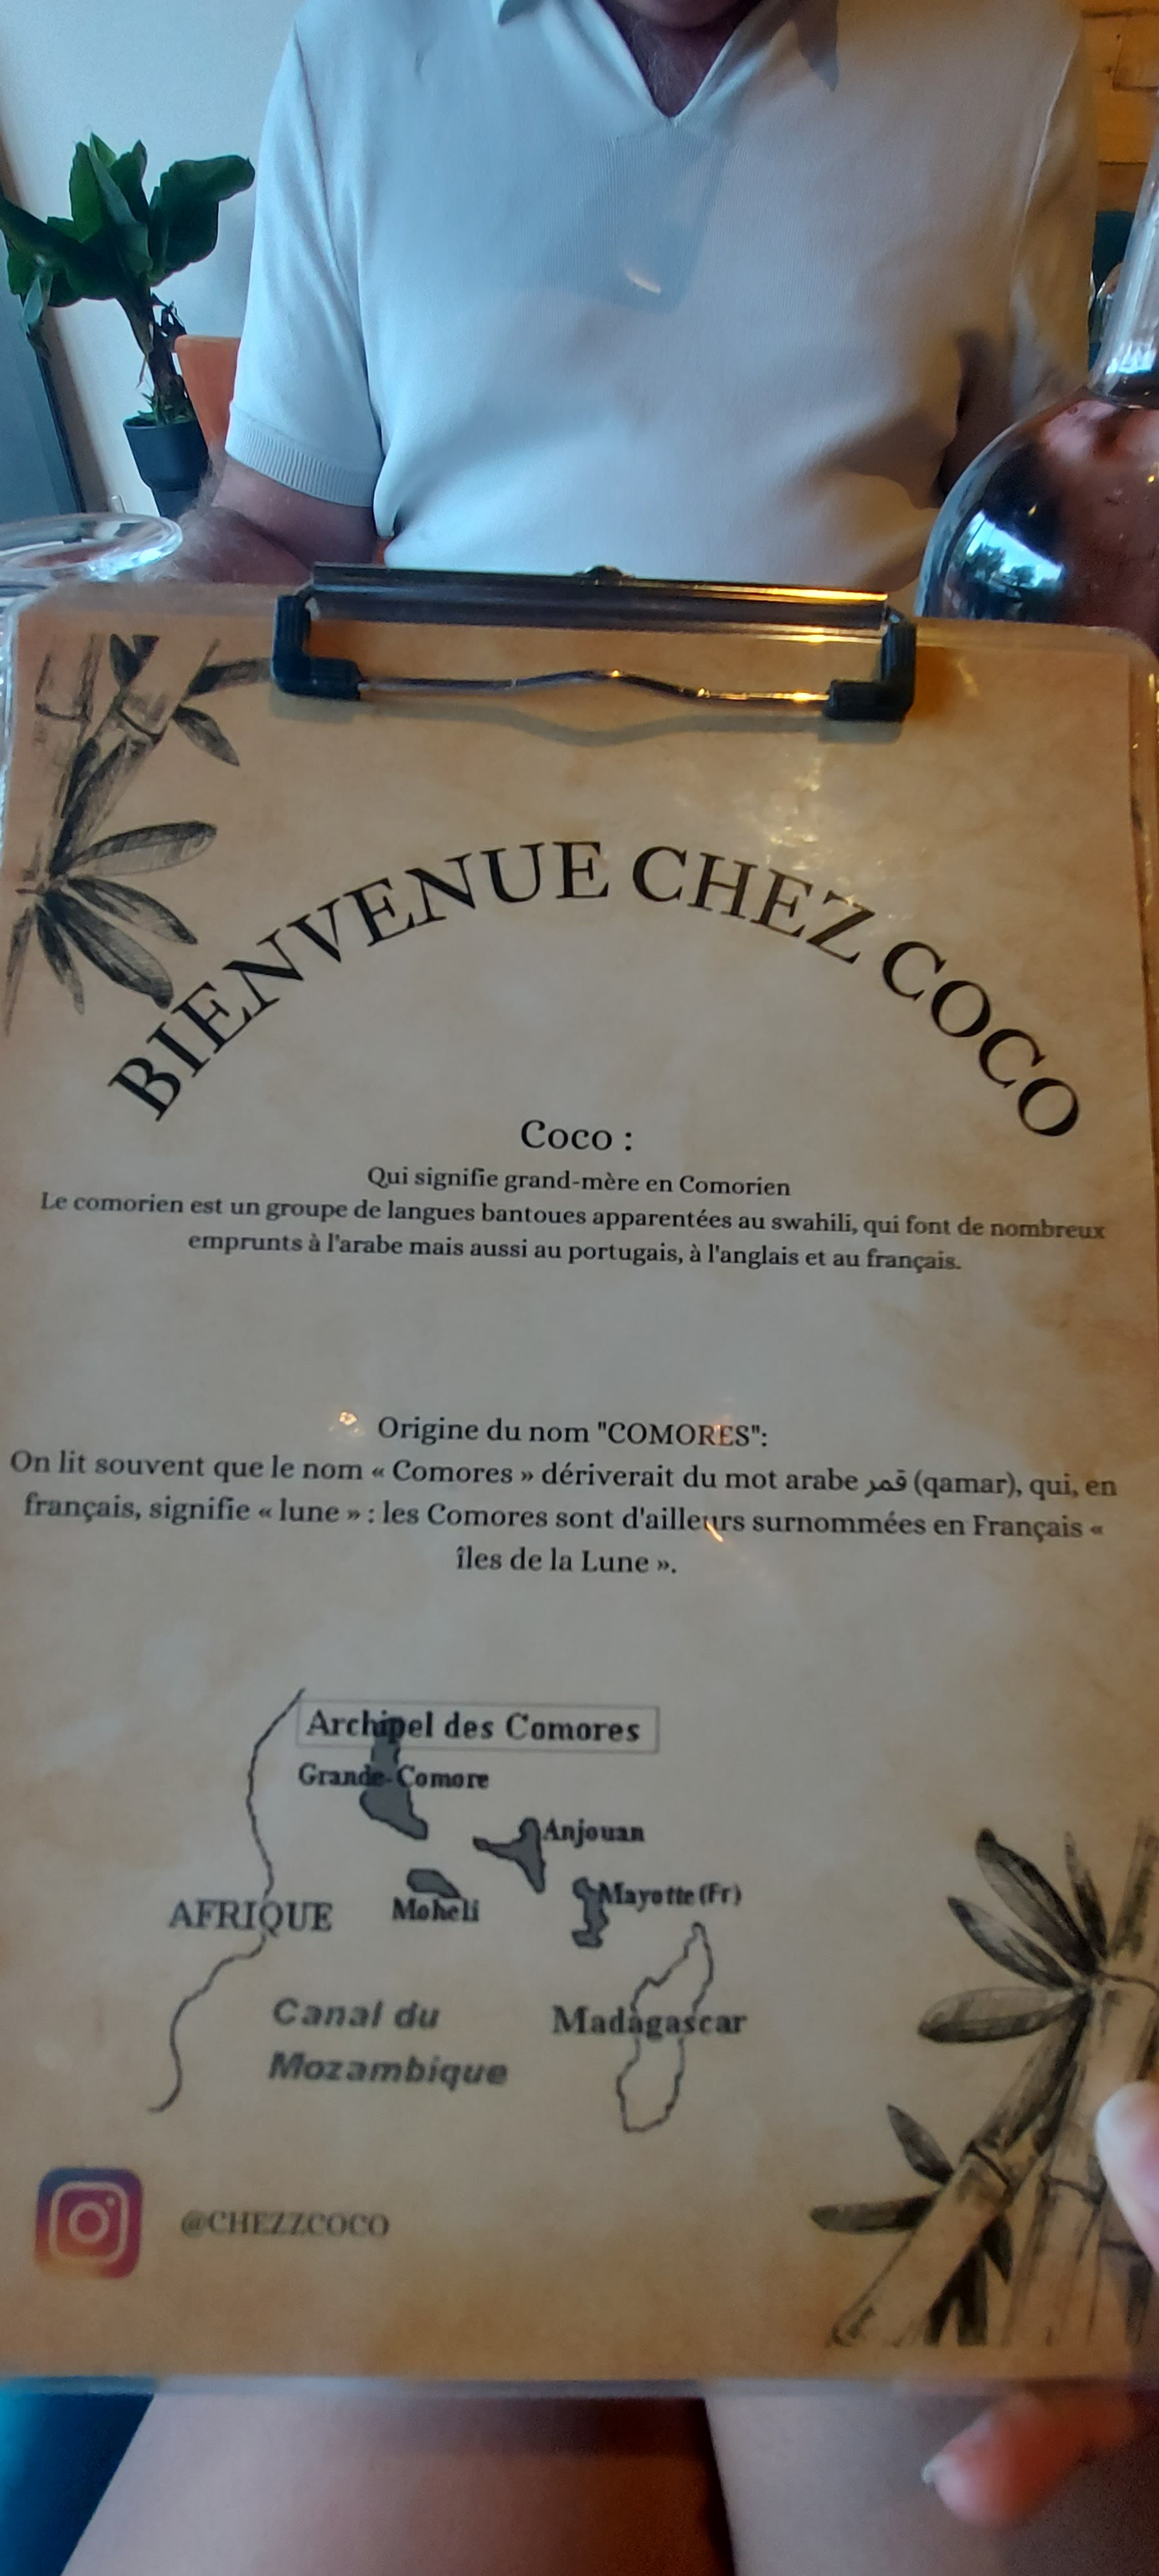 BIENVENUE CHEZ COCO
Coco :
Qui signifie grand-mère en Comorien
Le comorien est un groupe de langues bantoues apparentées au swahili, qui font de nombreux
emprunts à l'arabe mais aussi au portugais, à l'anglais et au français.
Origine du nom "COMORES":
On lit souvent que le nom « Comores » dériverait du mot arabe قمر (qamar), qui, en
français, signifie « lune » : les Comores sont d'ailleurs surnommées en Français «
îles de la Lune ».
Archipel des Comores
Grande-Comore
Anjouan
Mayotte (Fr)
Moheli
AFRIQUE
Canal du
Mozambique
Madagascar
@CHEZZCOCO